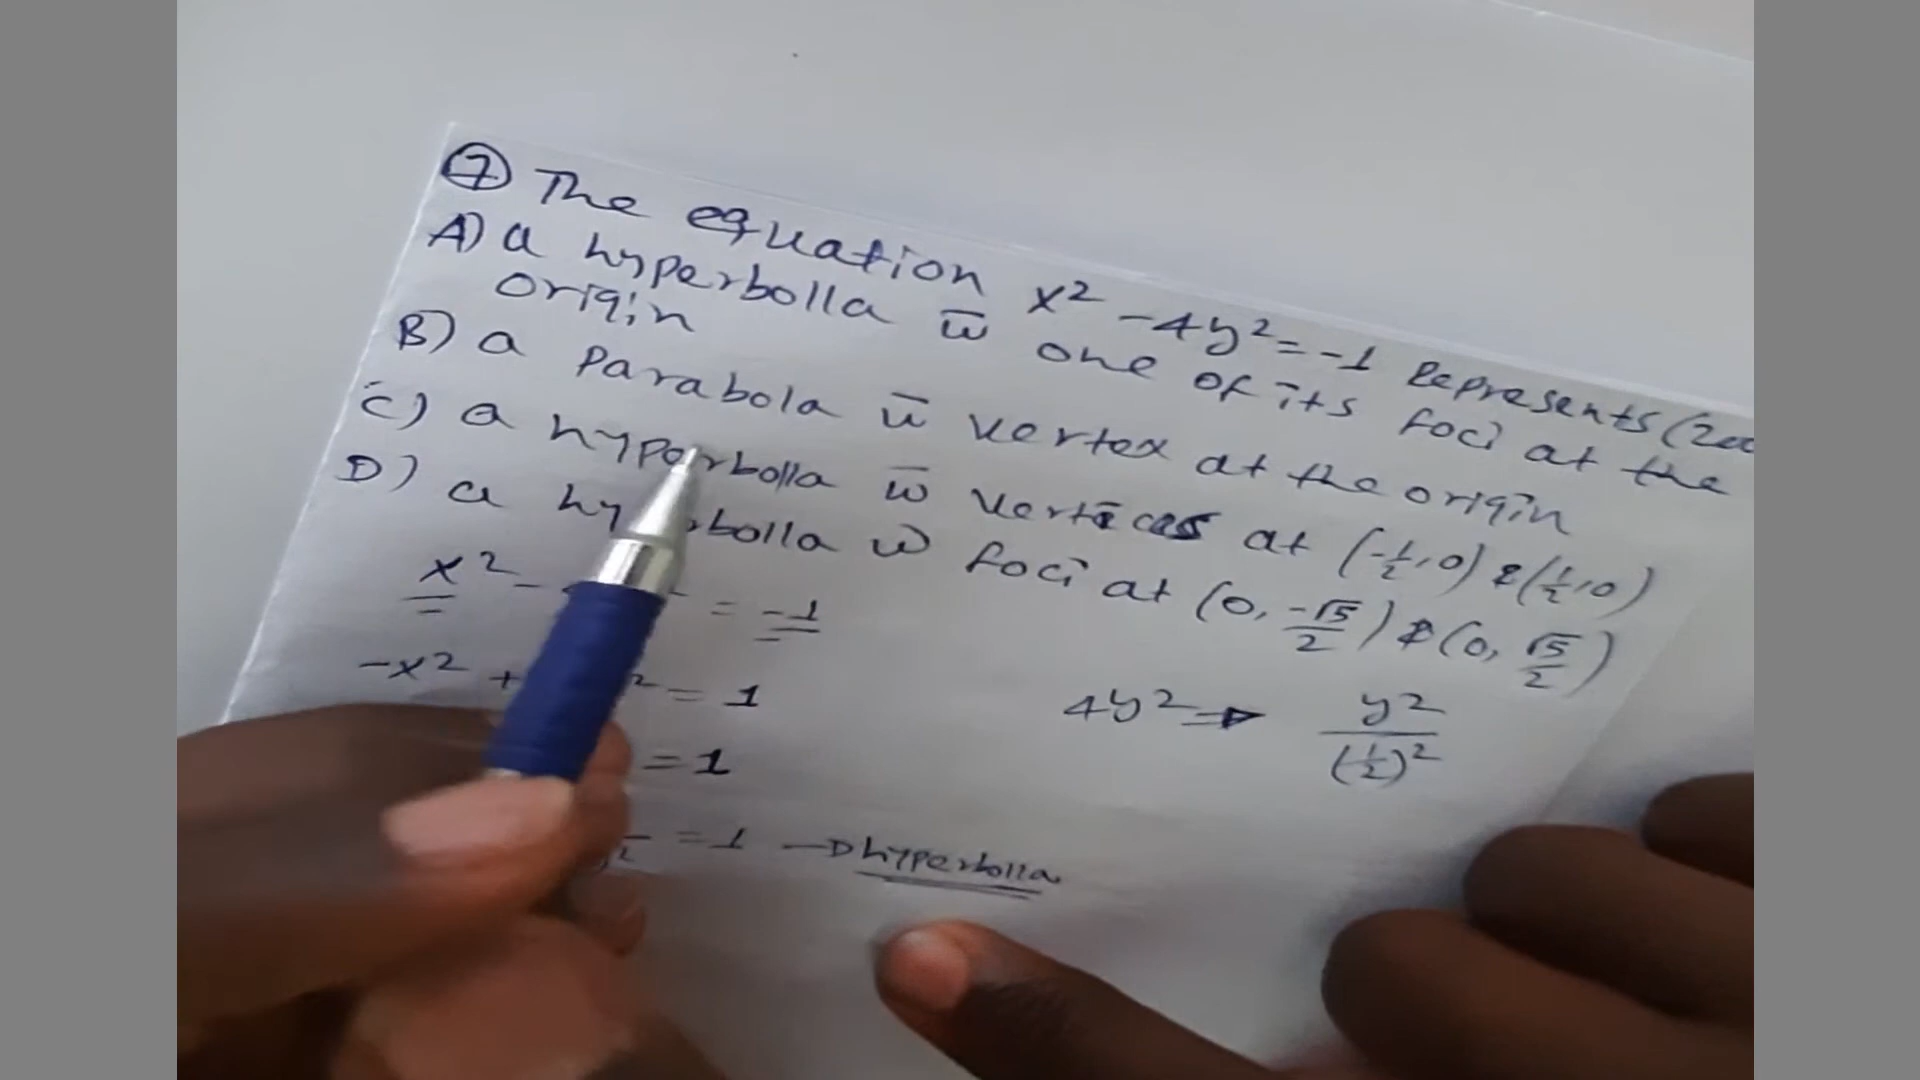 ⑦ The equation x² - 4y² = -1 Represents (200
A) a hyperbolla w̄ one of its foci at the
origin
B) a parabola w̄ vertex at the origin
C) a hyperbolla w̄ vertices at (-1/2, 0) & (1/2, 0)
D) a hy bolla w̄ foci at (0, -√5/2) & (0, √5/2)
x² - = -1
-x² + ² = 1
4y² → y²/(1/2)²
= 1
= 1 → hyperbolla